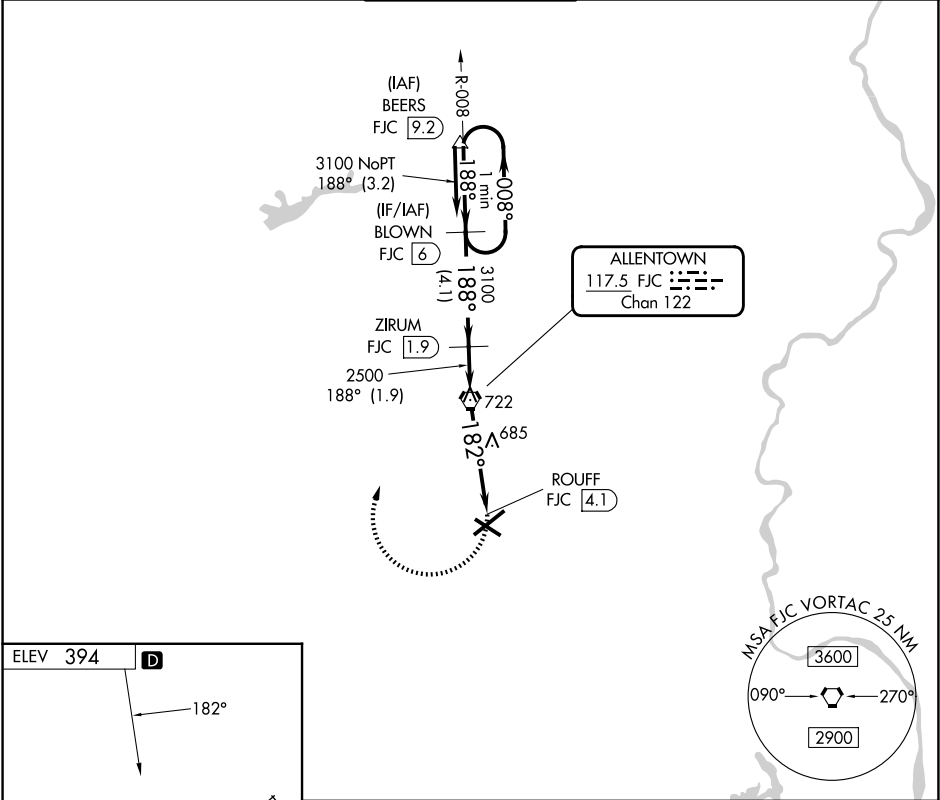 R-008
(IAF)
BEERS
FJC 9.2
3100 NoPT
188° (3.2)
188°
1 min
008°
(IF/IAF)
BLOWN
FJC 6
3100
188°
(4.1)
ALLENTOWN
117.5 FJC
Chan 122
ZIRUM
FJC 1.9
2500
188° (1.9)
722
685
182°
ROUFF
FJC 4.1
MSA FJC VORTAC 25 NM
3600
090° 270°
2900
ELEV 394 D
182°